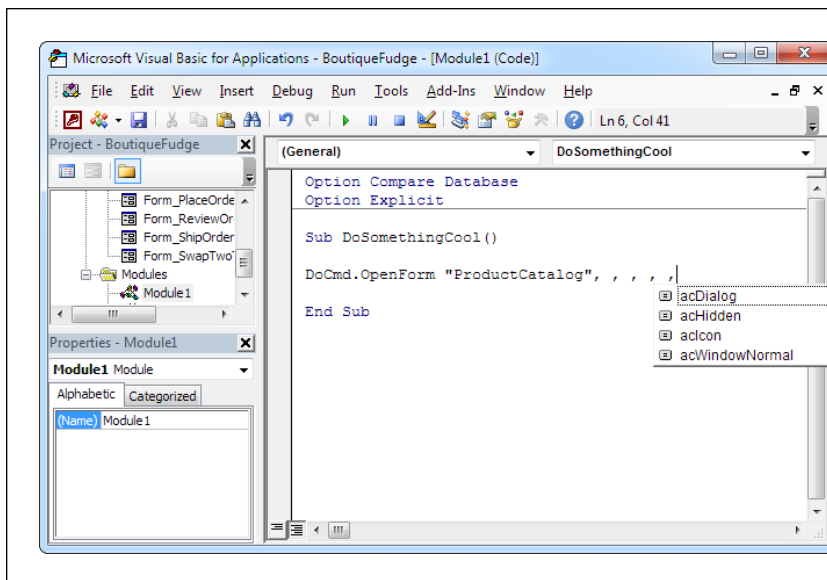 Microsoft Visual Basic for Applications - BoutiqueFudge - [Module1 (Code)]
File Edit View Insert Debug Run Tools Add-Ins Window Help
Ln 6, Col 41
Project - BoutiqueFudge
Form_PlaceOrde
Form_ReviewOr
Form_ShipOrder
Form_SwapTwoT
Modules
Module1
Properties - Module1
Module1 Module
Alphabetic Categorized
(Name) Module1
(General) DoSomethingCool
Option Compare Database
Option Explicit
Sub DoSomethingCool()
DoCmd.OpenForm "ProductCatalog", , , , ,
acDialog
acHidden
acIcon
acWindowNormal
End Sub